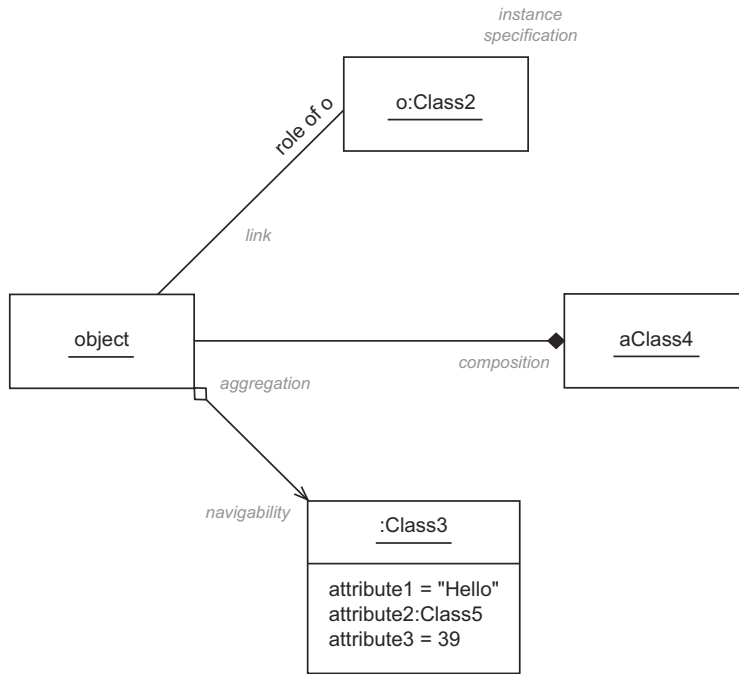 instance
specification
o:Class2
role of o
link
object
aClass4
composition
aggregation
navigability
:Class3
attribute1 = "Hello"
attribute2:Class5
attribute3 = 39